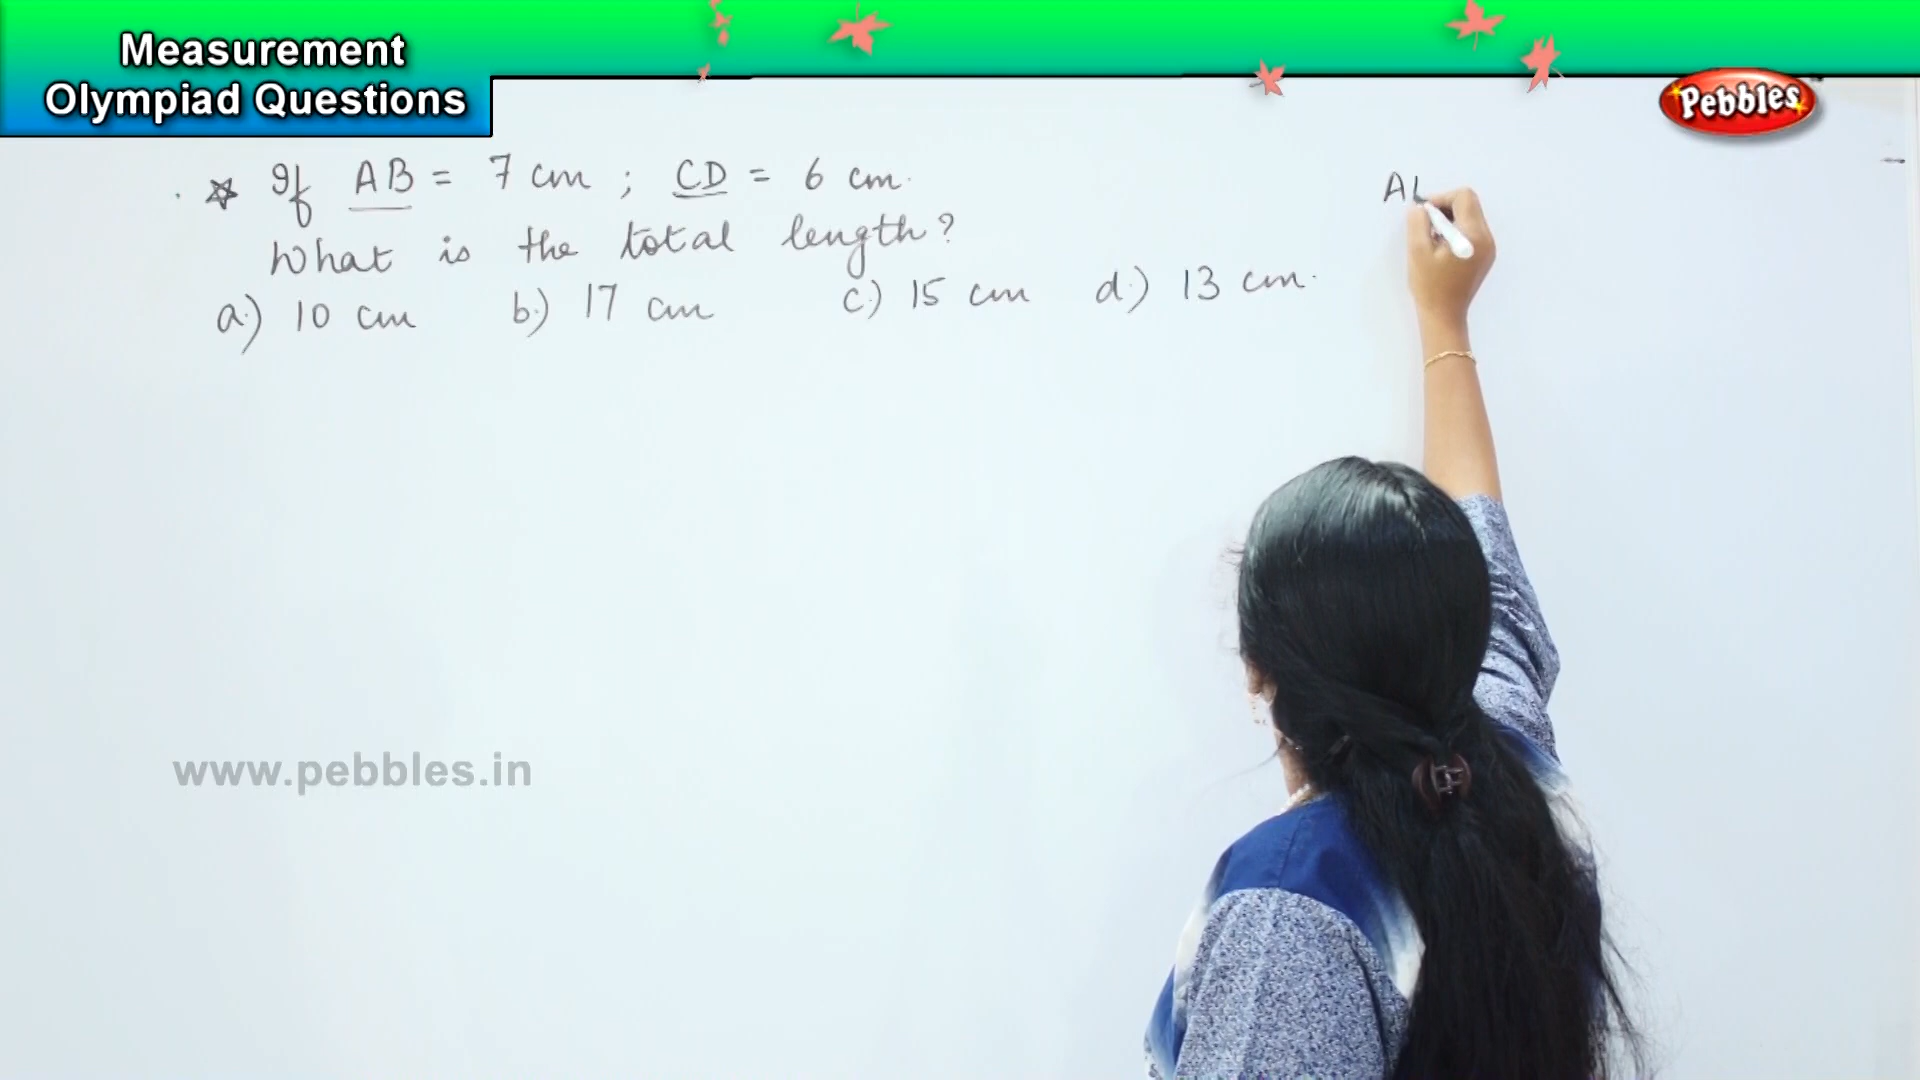 Measurement
Olympiad Questions
Pebbles
☆ If AB = 7 cm ; CD = 6 cm.
What is the total length?
a.) 10 cm b.) 17 cm c.) 15 cm d.) 13 cm.
A
www.pebbles.in